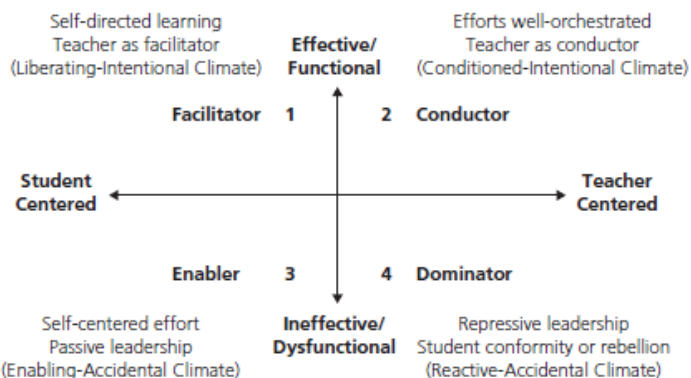 Self-directed learning
Teacher as facilitator
(Liberating-Intentional Climate)
Effective/
Functional
Efforts well-orchestrated
Teacher as conductor
(Conditioned-Intentional Climate)
Facilitator 1
2 Conductor
Student
Centered
Teacher
Centered
Enabler 3
4 Dominator
Self-centered effort
Passive leadership
(Enabling-Accidental Climate)
Ineffective/
Dysfunctional
Repressive leadership
Student conformity or rebellion
(Reactive-Accidental Climate)